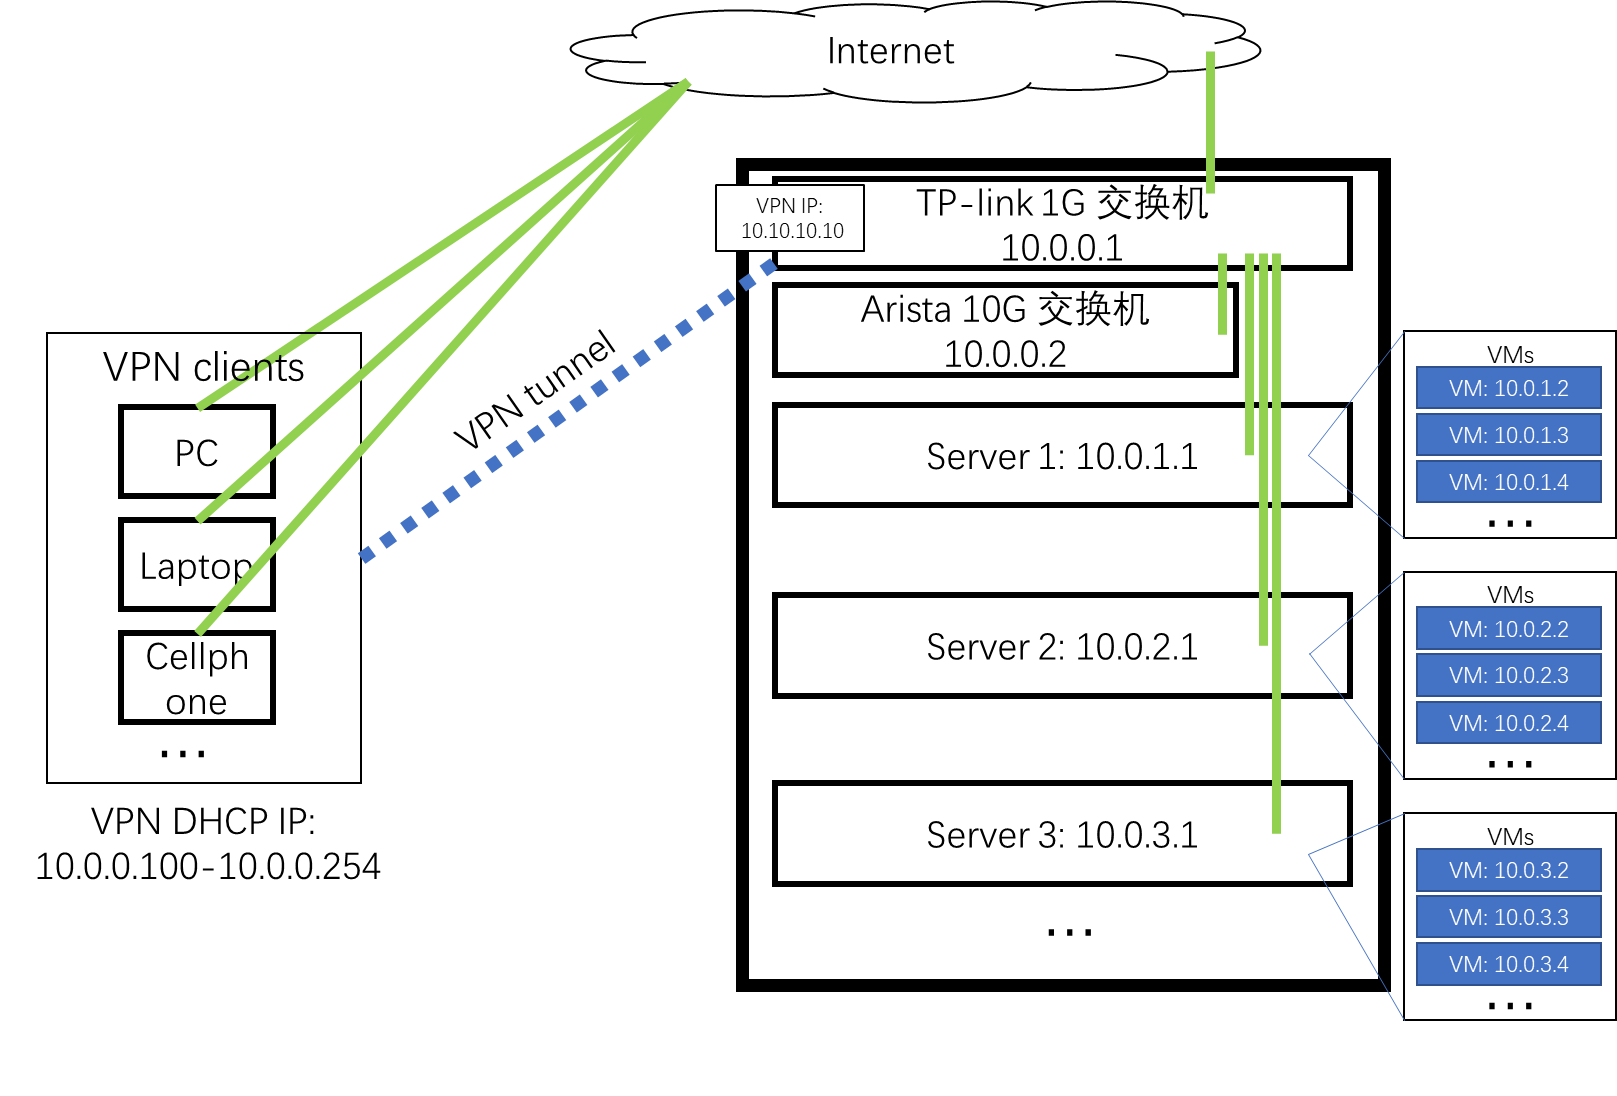 Internet
VPN IP:
10.10.10.10
TP-link 1G 交换机
10.0.0.1
Arista 10G 交换机
10.0.0.2
VPN tunnel
VPN clients
PC
Laptop
Cellph
one
...
VPN DHCP IP:
10.0.0.100-10.0.0.254
Server 1: 10.0.1.1
Server 2: 10.0.2.1
Server 3: 10.0.3.1
...
VMs
VM: 10.0.1.2
VM: 10.0.1.3
VM: 10.0.1.4
...
VMs
VM: 10.0.2.2
VM: 10.0.2.3
VM: 10.0.2.4
...
VMs
VM: 10.0.3.2
VM: 10.0.3.3
VM: 10.0.3.4
...